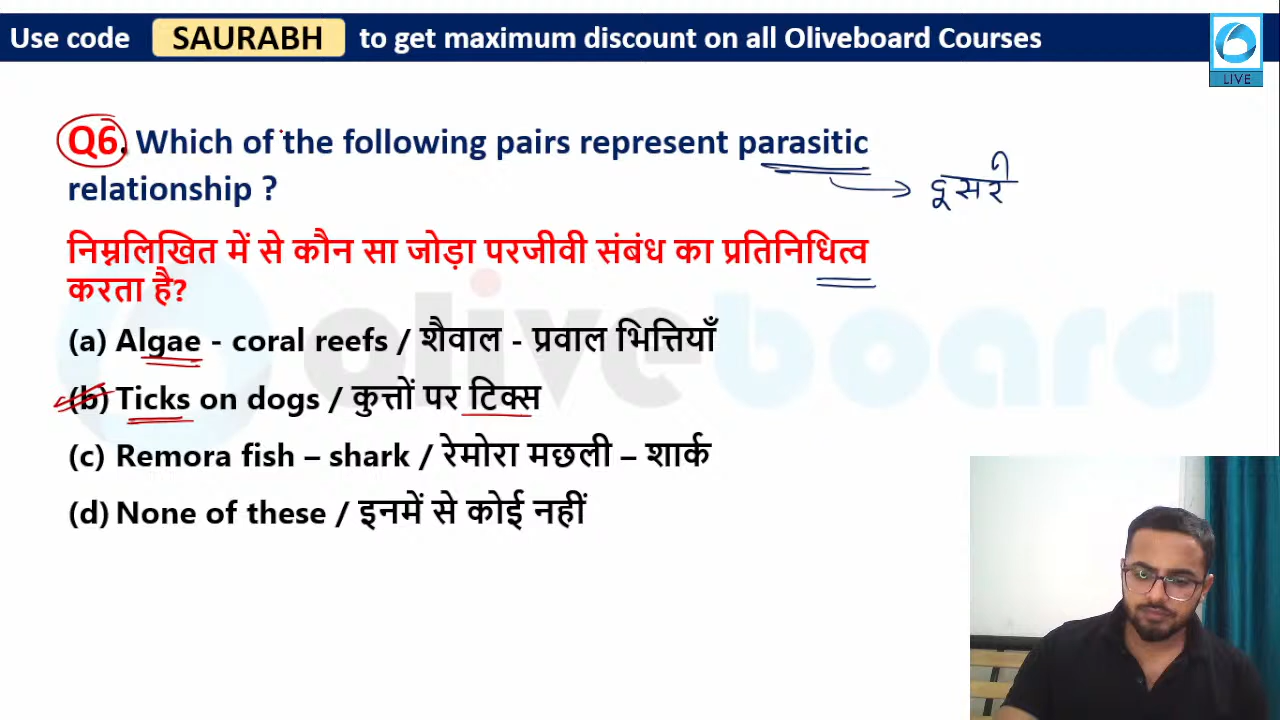 Use code SAURABH to get maximum discount on all Oliveboard Courses
LIVE
Q6. Which of the following pairs represent parasitic
relationship ?
दूसरे
निम्नलिखित में से कौन सा जोड़ा परजीवी संबंध का प्रतिनिधित्व
करता है?
(a) Algae - coral reefs / शैवाल - प्रवाल भित्तियाँ
(b) Ticks on dogs / कुत्तों पर टिक्स
(c) Remora fish – shark / रेमोरा मछली – शार्क
(d) None of these / इनमें से कोई नहीं
oliveboard